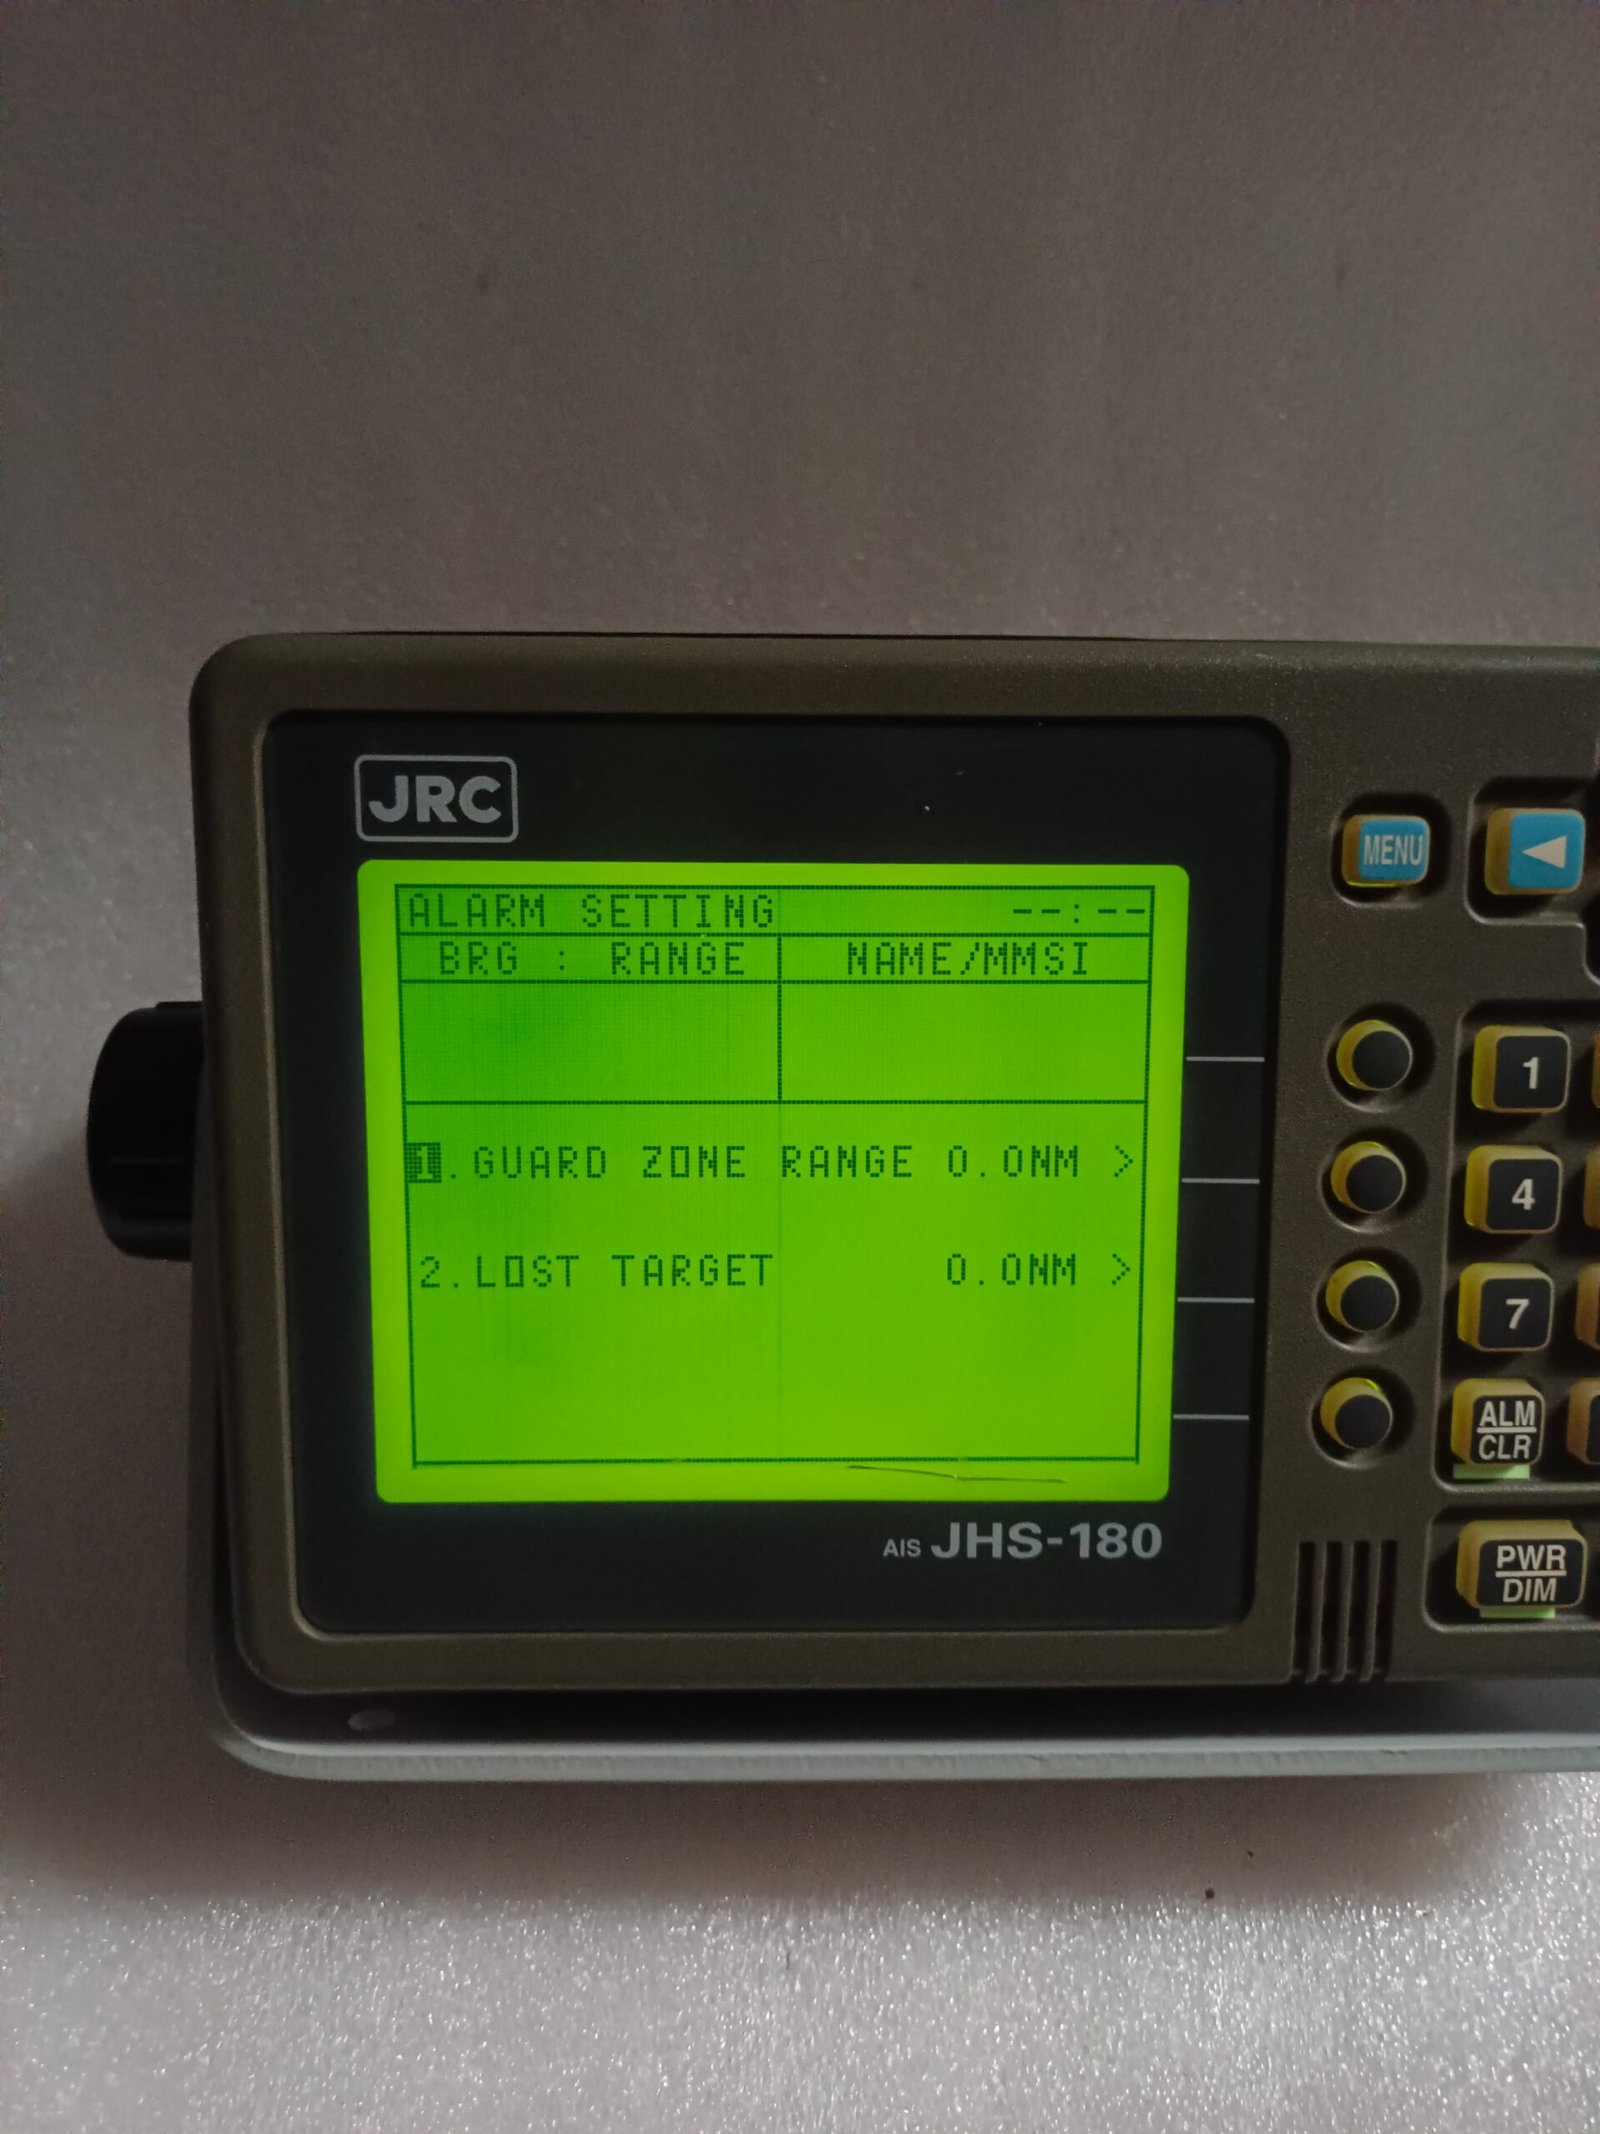 JRC
ALARM SETTING --:--
BRG : RANGE NAME/MMSI
1.GUARD ZONE RANGE 0.0NM >
2.LOST TARGET 0.0NM >
AIS JHS-180
MENU
1
4
7
ALM
CLR
PWR
DIM